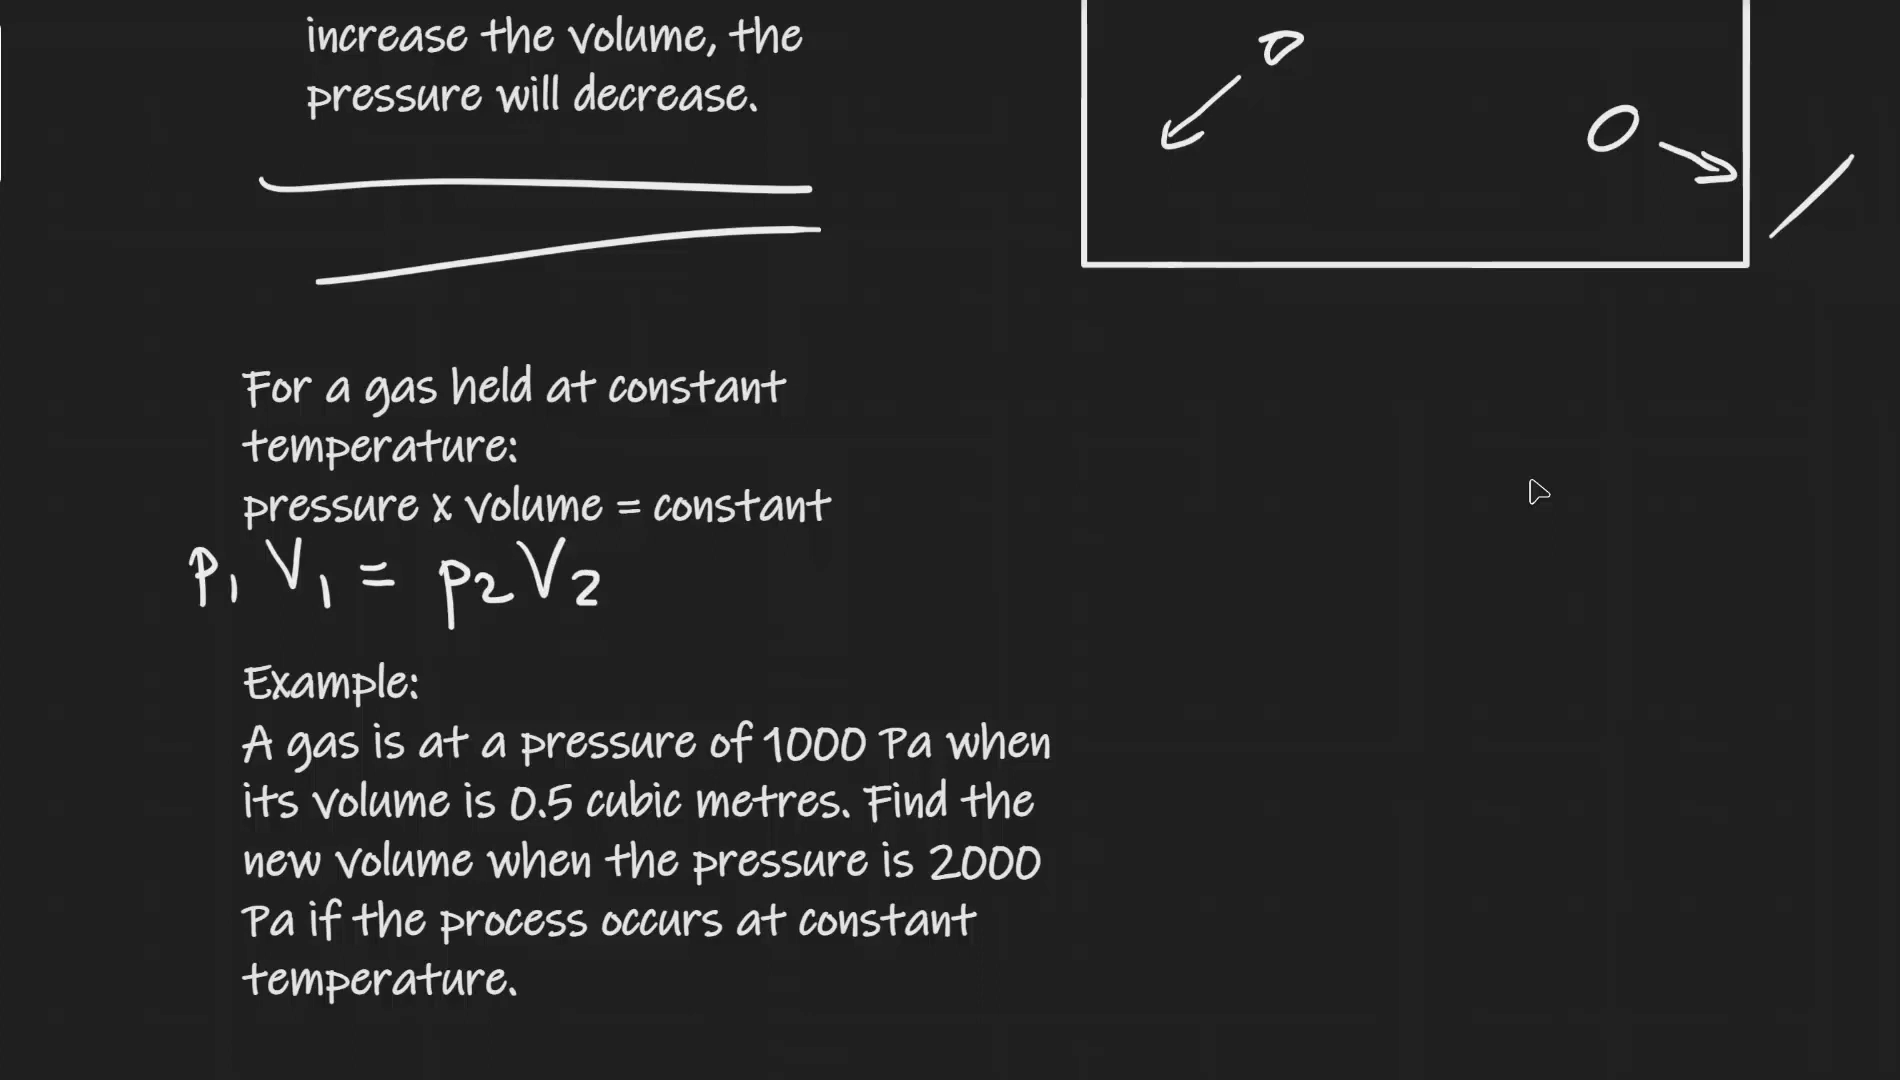 increase the volume, the
pressure will decrease.
For a gas held at constant
temperature:
pressure x volume = constant
P₁ V₁ = P₂V₂
Example:
A gas is at a pressure of 1000 Pa when
its volume is 0.5 cubic metres. Find the
new volume when the pressure is 2000
Pa if the process occurs at constant
temperature.